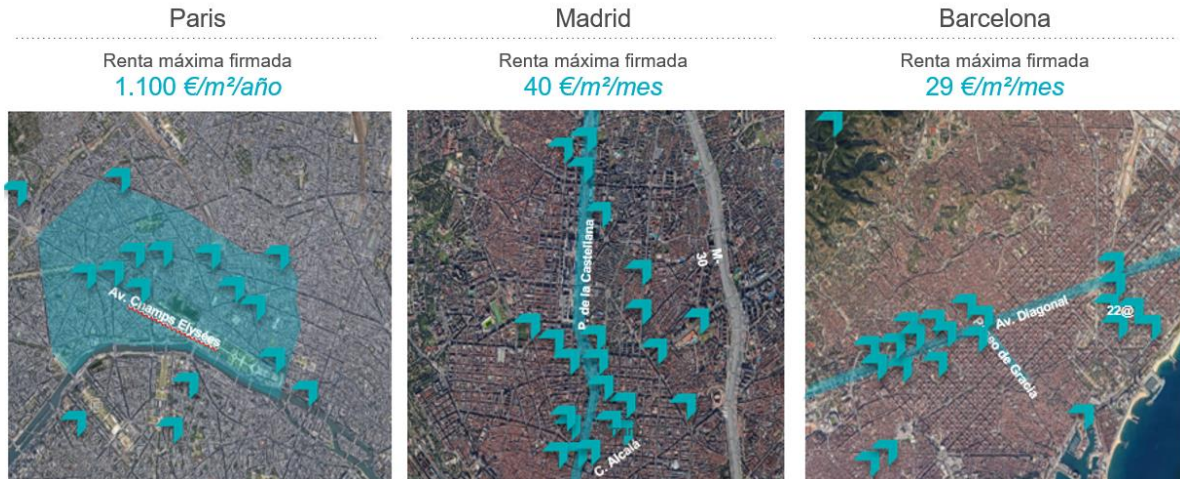 Paris
Renta máxima firmada
1.100 €/m²/año
Av. Champs Elysées
Madrid
Renta máxima firmada
40 €/m²/mes
P. de la Castellana
M-
30
C. Alcalá
Barcelona
Renta máxima firmada
29 €/m²/mes
Av. Diagonal
22@
de Gracia